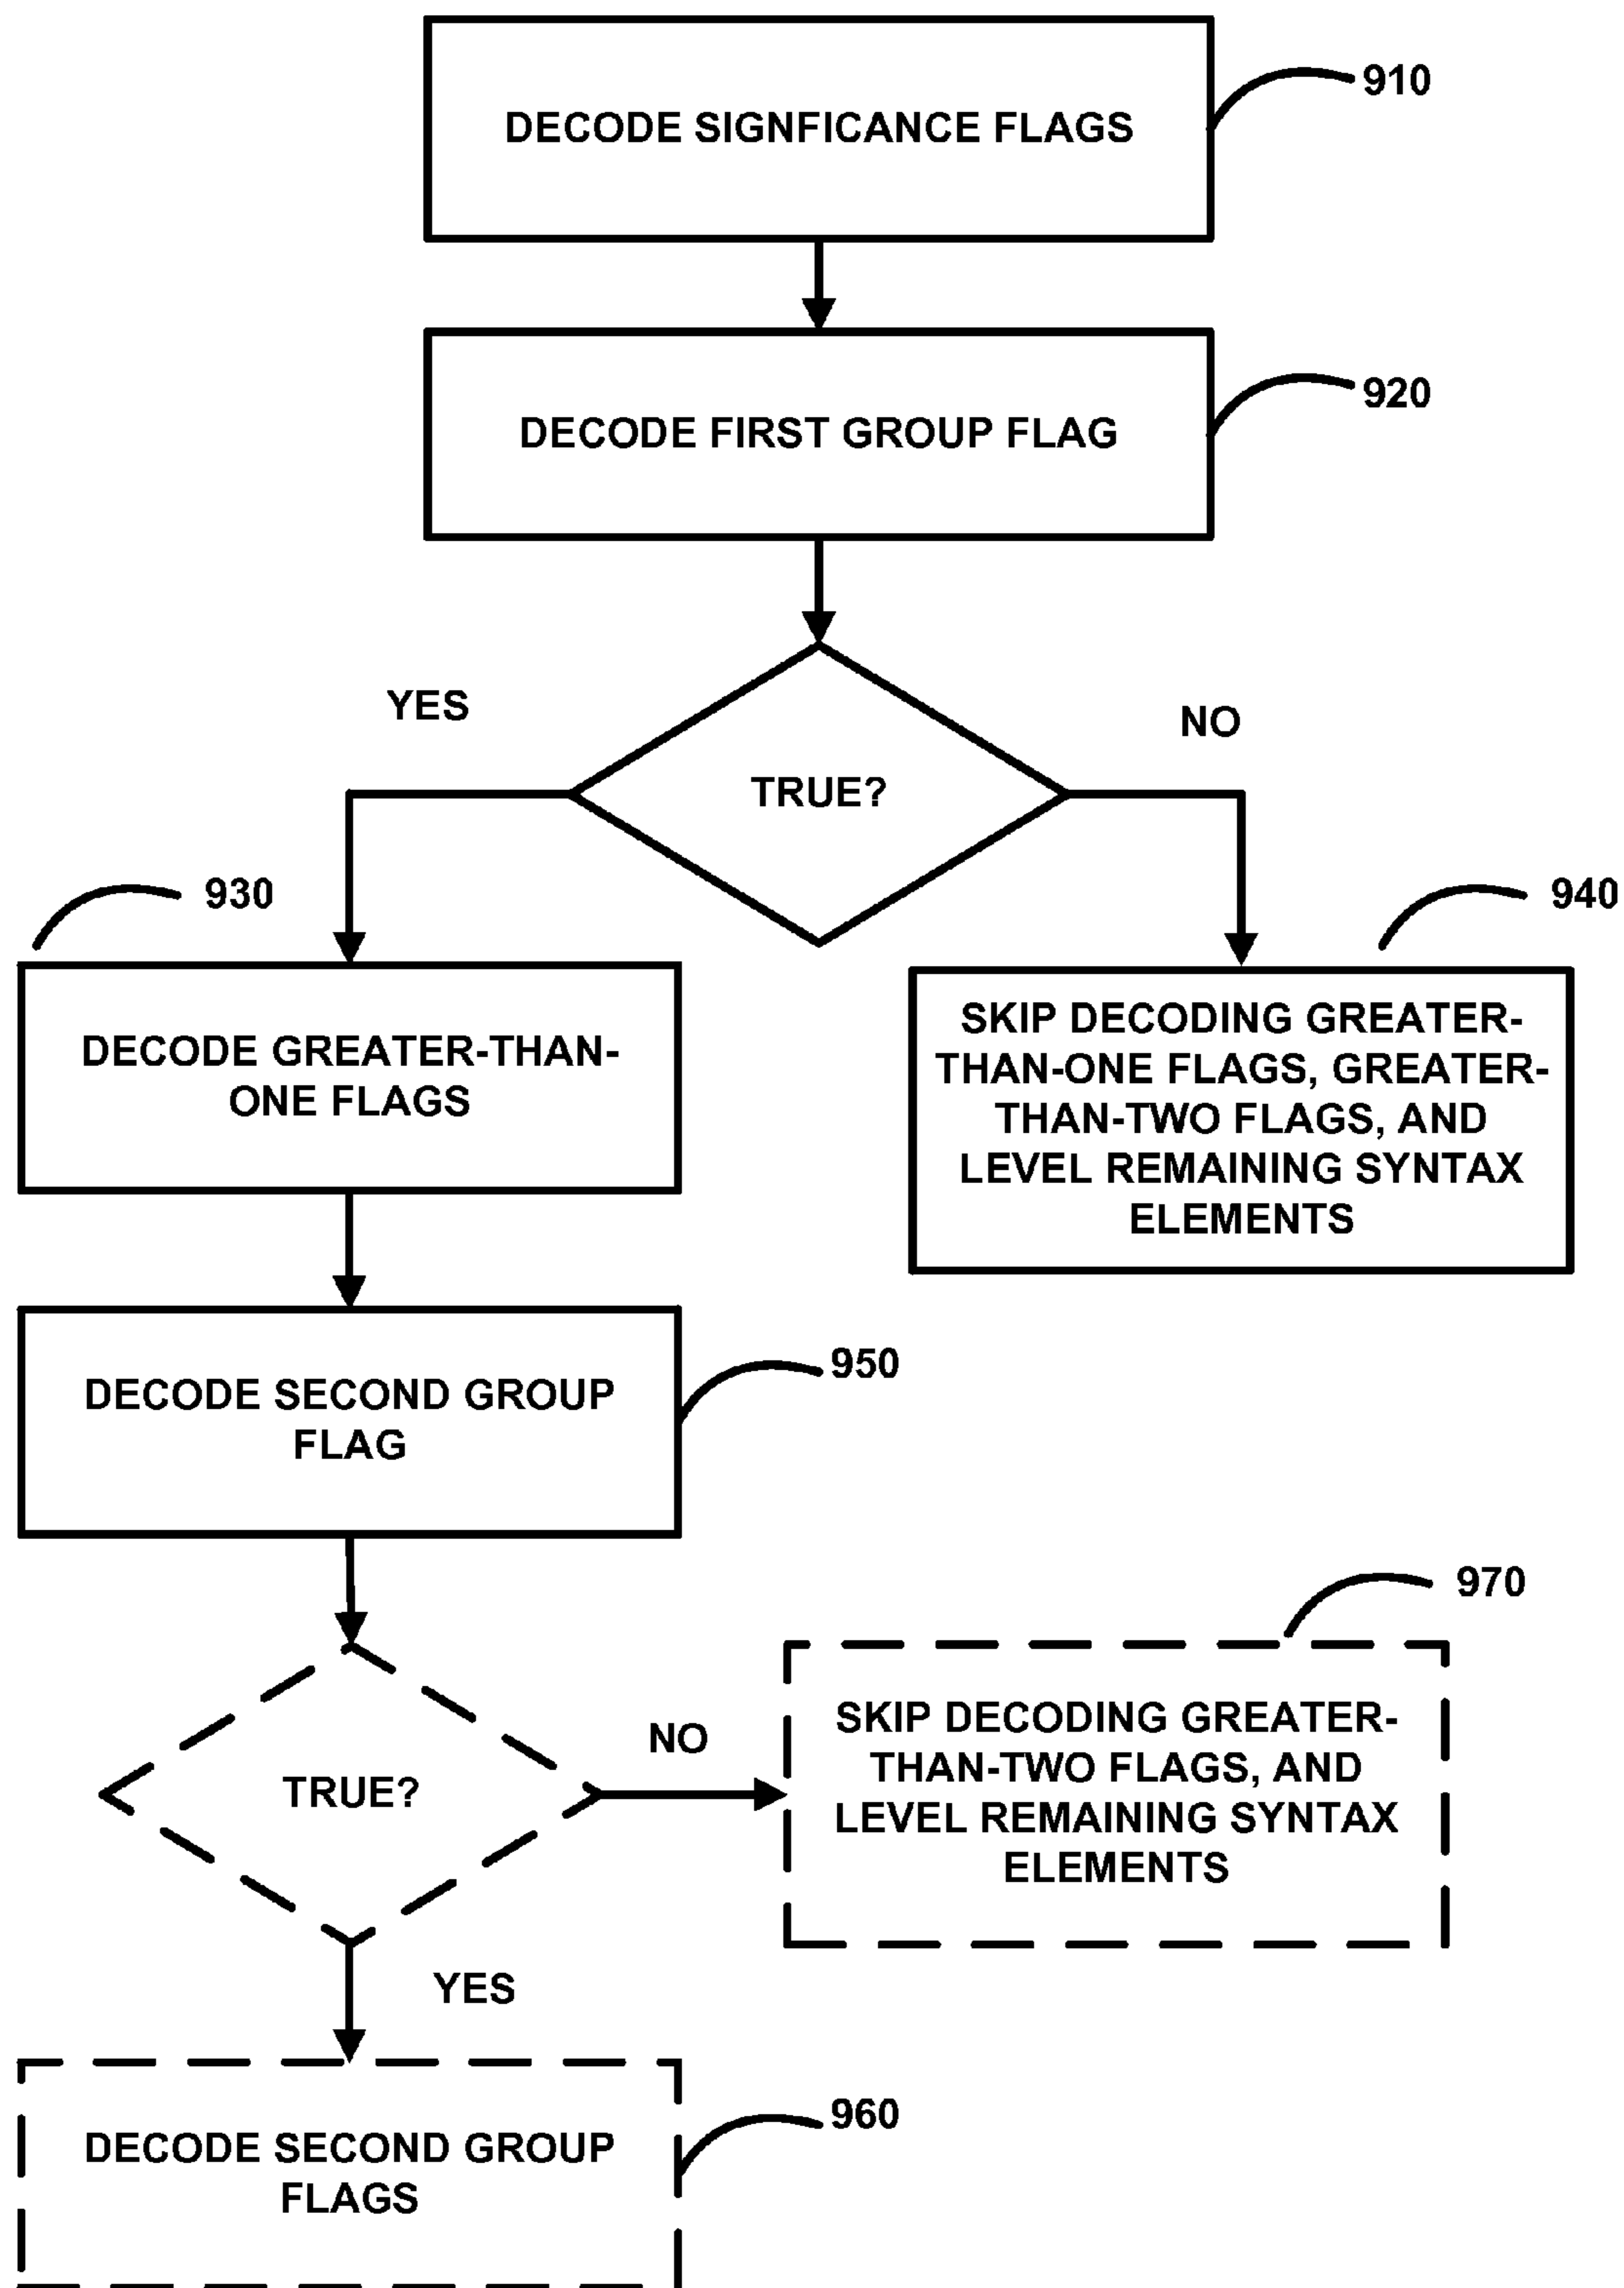 DECODE SIGNFICANCE FLAGS
910
DECODE FIRST GROUP FLAG
920
TRUE?
YES
NO
930
DECODE GREATER-THAN-
ONE FLAGS
940
SKIP DECODING GREATER-
THAN-ONE FLAGS, GREATER-
THAN-TWO FLAGS, AND
LEVEL REMAINING SYNTAX
ELEMENTS
DECODE SECOND GROUP
FLAG
950
TRUE?
NO
970
SKIP DECODING GREATER-
THAN-TWO FLAGS, AND
LEVEL REMAINING SYNTAX
ELEMENTS
YES
DECODE SECOND GROUP
FLAGS
960